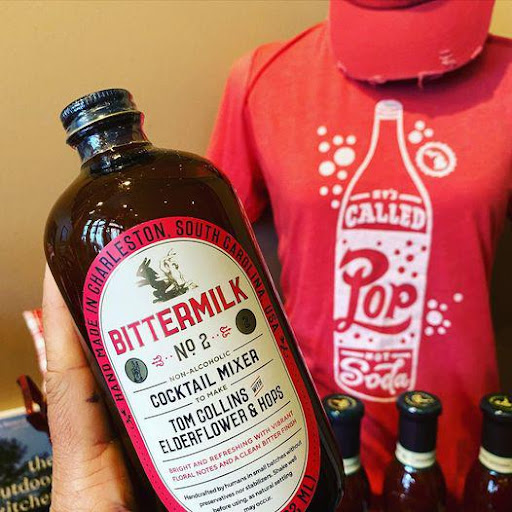 HAND MADE IN CHARLESTON, SOUTH CAROLINA, USA
BITTERMILK
No. 2
NON-ALCOHOLIC
COCKTAIL MIXER
TO MAKE
TOM COLLINS WITH
ELDERFLOWER & HOPS
BRIGHT AND REFRESHING WITH VIBRANT
FLORAL NOTES AND A CLEAN BITTER FINISH
Handcrafted by humans in small batches without
preservatives nor stabilizers. Shake well
before using, as natural settling
may occur.
ML)
IT'S
CALLED
Pop
NOT
Soda
the
outdoor
kitchen